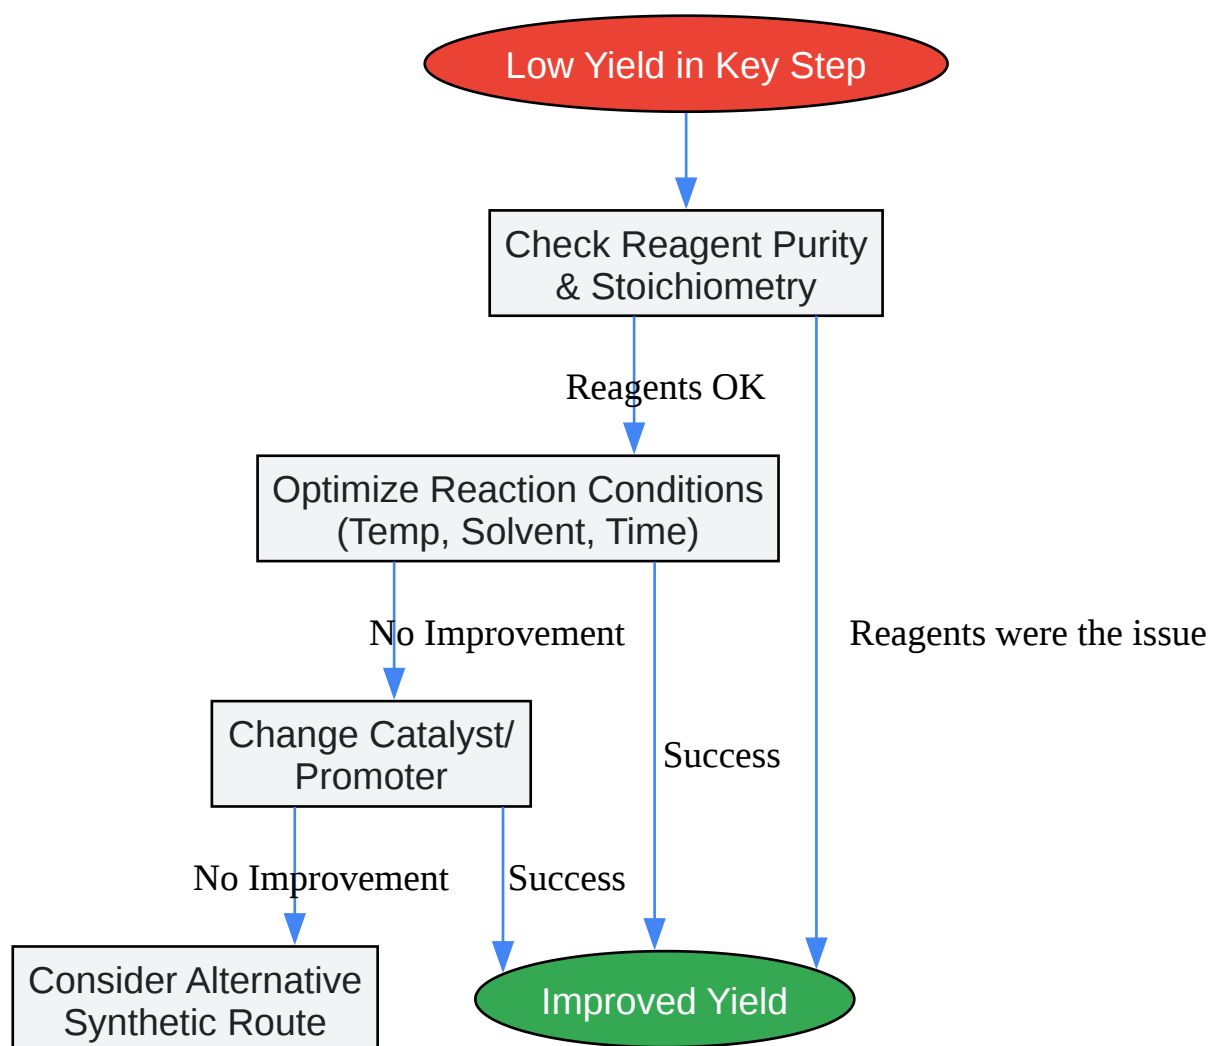 Low Yield in Key Step
Check Reagent Purity
& Stoichiometry
Reagents OK
Optimize Reaction Conditions
(Temp, Solvent, Time)
No Improvement
Reagents were the issue
Change Catalyst/
Promoter
Success
No Improvement
Success
Consider Alternative
Synthetic Route
Improved Yield